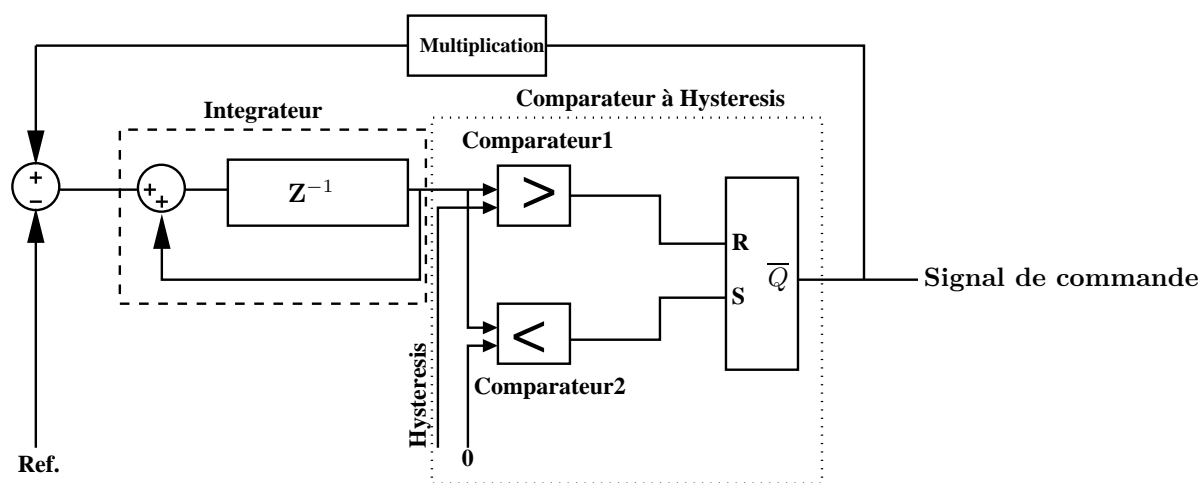 Multiplication
Comparateur à Hysteresis
Integrateur
Comparateur1
+
−
+
+
Z−1
>
R
Q
S
Signal de commande
<
Hysteresis
Comparateur2
Ref.
0